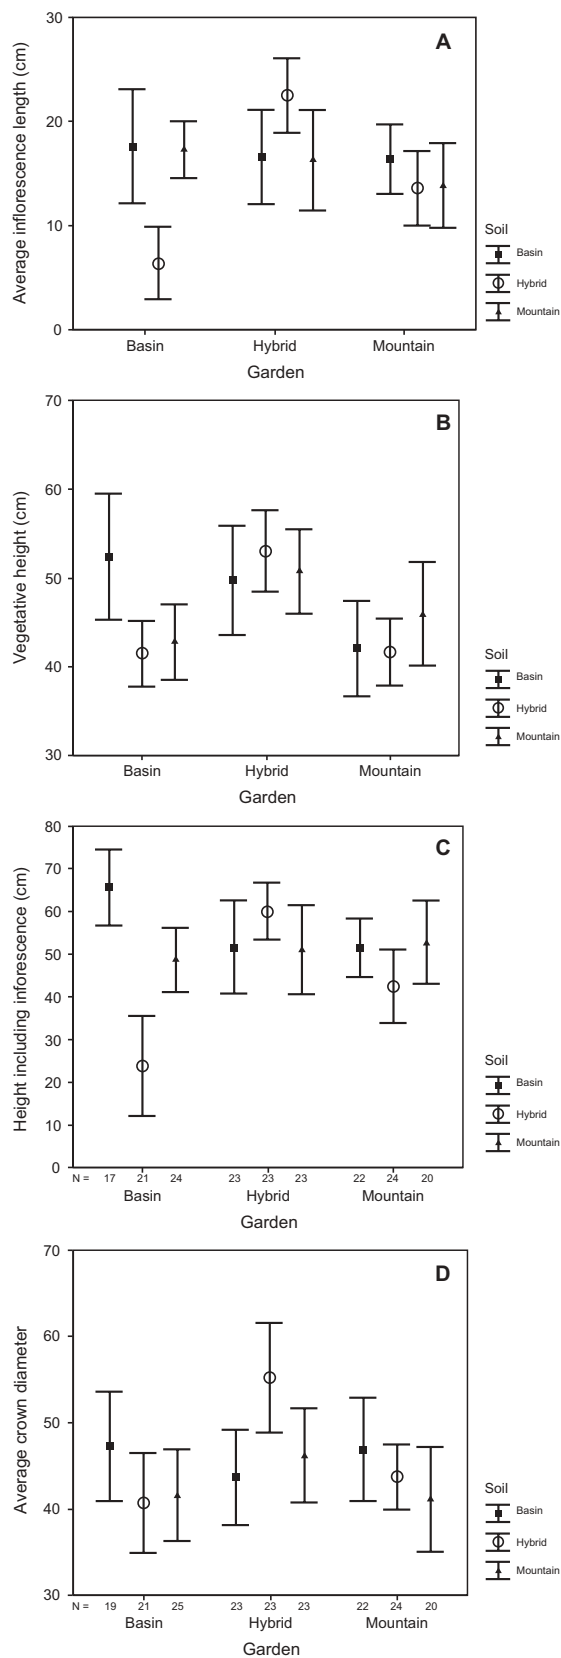 A
Average inflorescence length (cm)
30
20
10
0
Basin Hybrid Mountain
Garden
Soil
Basin
Hybrid
Mountain
B
Vegetative height (cm)
70
60
50
40
30
Basin Hybrid Mountain
Garden
Soil
Basin
Hybrid
Mountain
C
Height including inforescence (cm)
80
70
60
50
40
30
20
10
0
N = 17 21 24 23 23 23 22 24 20
Basin Hybrid Mountain
Garden
Soil
Basin
Hybrid
Mountain
D
Average crown diameter
70
60
50
40
30
N = 19 21 25 23 23 23 22 24 20
Basin Hybrid Mountain
Garden
Soil
Basin
Hybrid
Mountain